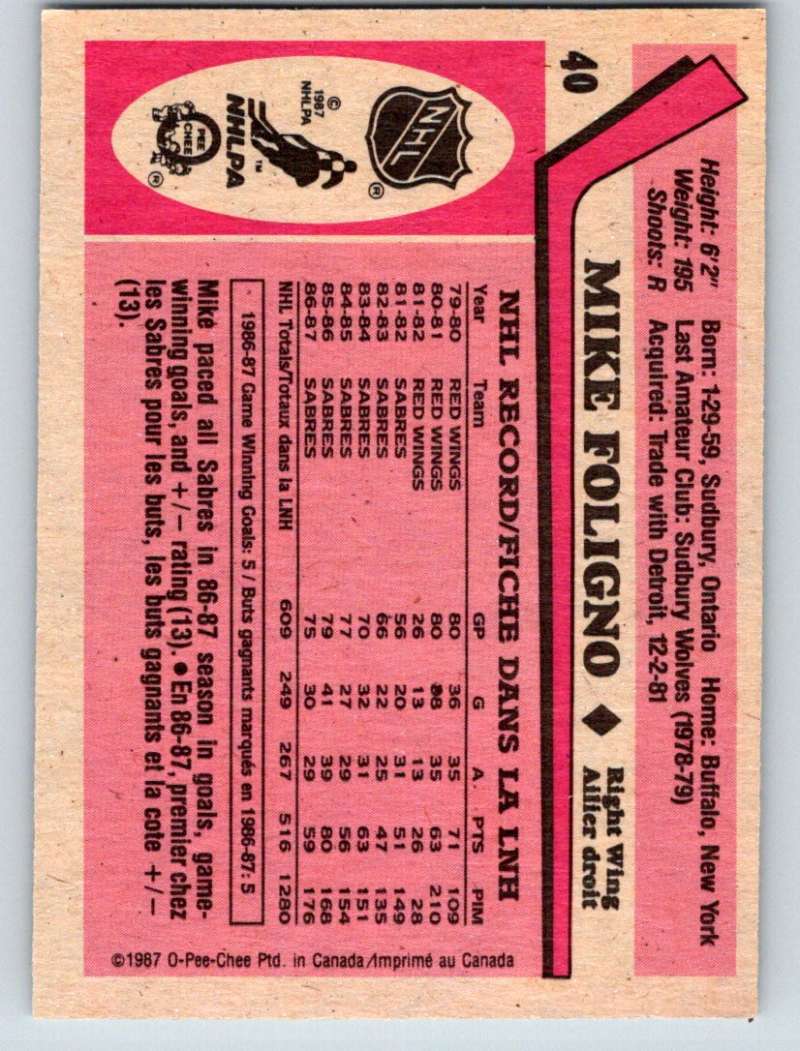 40
Height: 6'2" Born: 1-29-59, Sudbury, Ontario Home: Buffalo, New York
Weight: 195 Last Amateur Club: Sudbury Wolves (1978-79)
Shoots: R Acquired: Trade with Detroit, 12-2-81
MIKE FOLIGNO ◆ Right Wing
Ailier droit
NHL ®
©
1987
NHLPA
NHLPA™
O
PEE
CHEE
®
NHL RECORD/FICHE DANS LA LNH
Year Team GP G A. PTS PIM
79-80 RED WINGS 80 36 35 71 109
80-81 RED WINGS 80 28 35 63 210
81-82 RED WINGS 26 13 13 26 28
81-82 SABRES 56 20 31 51 149
82-83 SABRES 66 22 25 47 135
83-84 SABRES 70 32 31 63 151
84-85 SABRES 77 27 29 56 154
85-86 SABRES 79 41 39 80 168
86-87 SABRES 75 30 29 59 176
NHL Totals/Totaux dans la LNH 609 249 267 516 1280
1986-87 Game Winning Goals: 5 / Buts gagnants marqués en 1986-87: 5
Mike paced all Sabres in 86-87 season in goals, game-
winning goals, and +/– rating (13). ● En 86-87, premier chez
les Sabres pour les buts, les buts gagnants et la cote +/–
(13).
©1987 O-Pee-Chee Ptd. in Canada/Imprimé au Canada